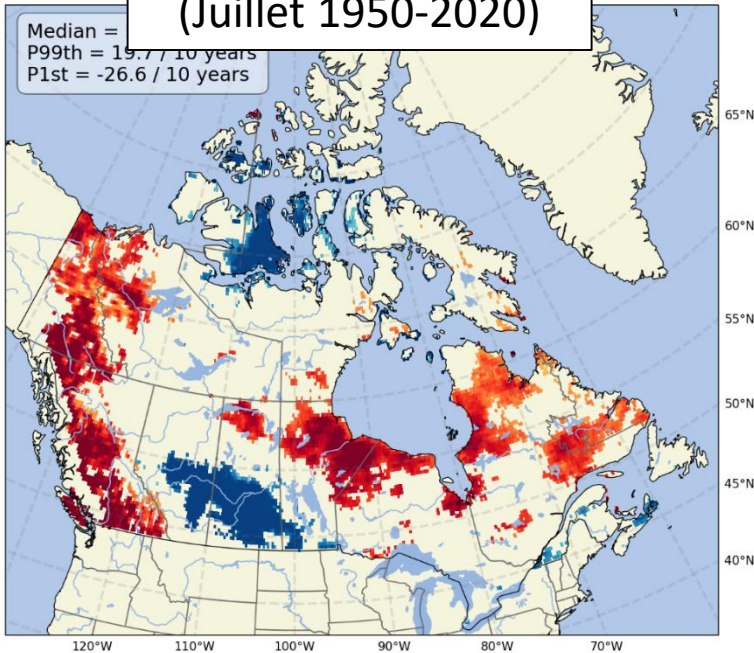 (Juillet 1950-2020)
Median =
P99th = 19.7 / 10 years
P1st = -26.6 / 10 years
65°N
60°N
55°N
50°N
45°N
40°N
120°W 110°W 100°W 90°W 80°W 70°W